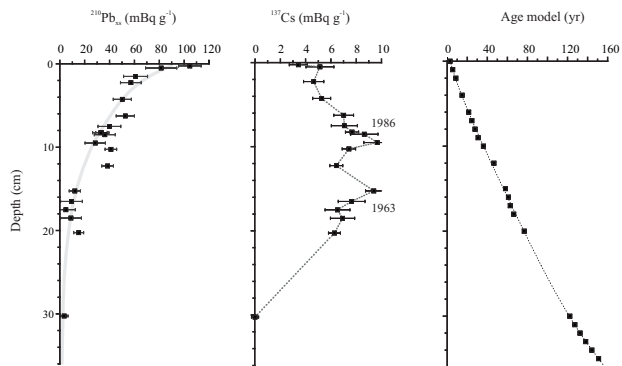 ²¹⁰Pbxs (mBq g⁻¹)
0 20 40 60 80 100 120
¹³⁷Cs (mBq g⁻¹)
0 2 4 6 8 10
Age model (yr)
0 40 80 120 160
Depth (cm)
0
10
20
30
1986
1963